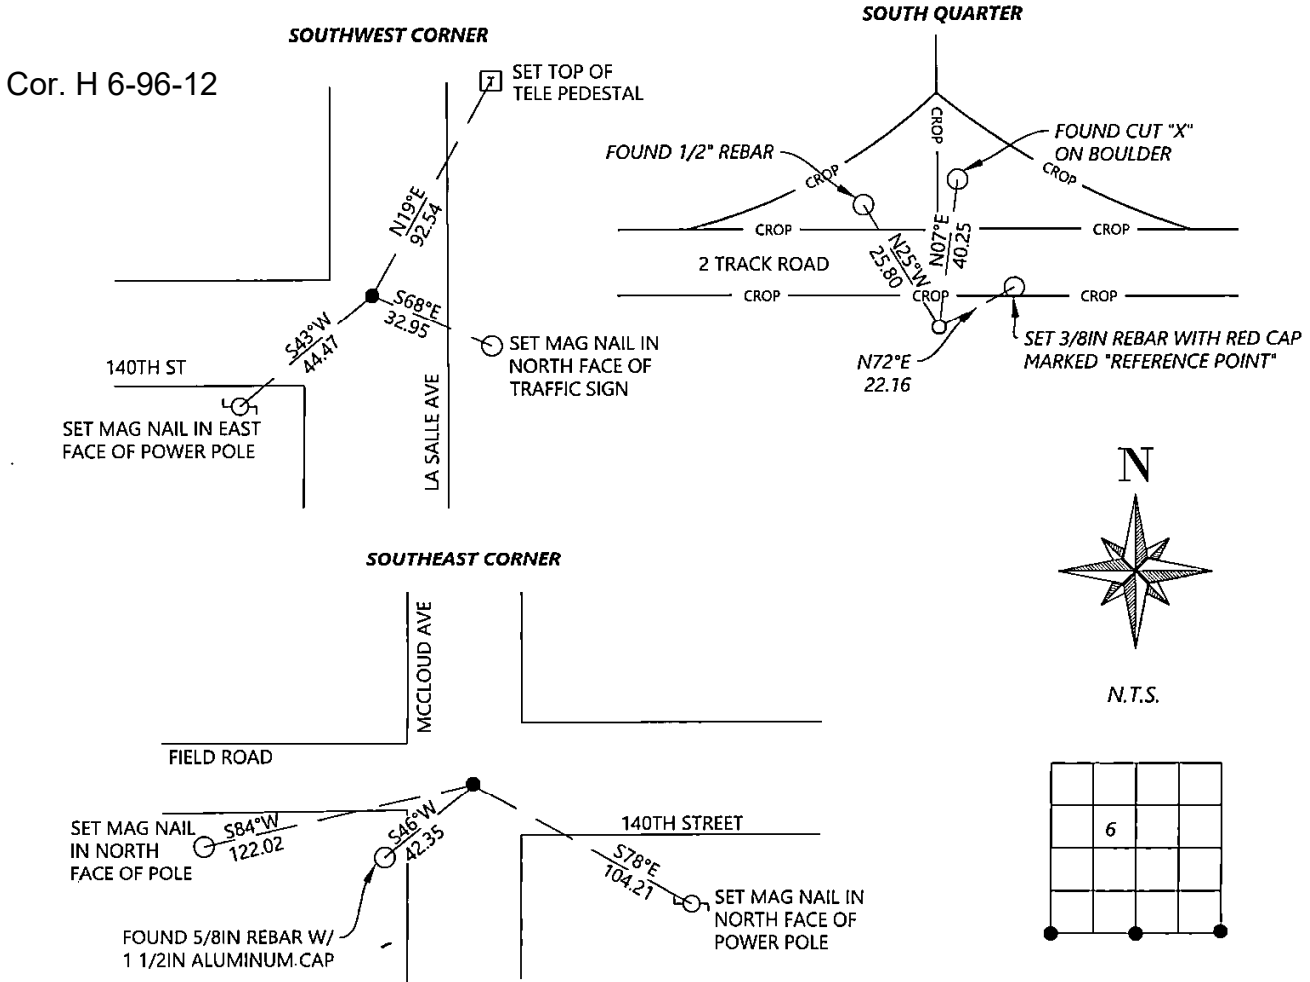 SOUTHWEST CORNER
Cor. H 6-96-12
T
SET TOP OF
TELE PEDESTAL
N19°E
92.54
S68°E
32.95
S43°W
44.47
140TH ST
SET MAG NAIL IN EAST
FACE OF POWER POLE
SET MAG NAIL IN
NORTH FACE OF
TRAFFIC SIGN
LA SALLE AVE
SOUTH QUARTER
FOUND 1/2" REBAR
CROP
CROP
CROP
FOUND CUT "X"
ON BOULDER
CROP
CROP
2 TRACK ROAD
N25°W
25.80
N07°E
40.25
CROP
CROP
CROP
N72°E
22.16
SET 3/8IN REBAR WITH RED CAP
MARKED "REFERENCE POINT"
SOUTHEAST CORNER
MCCLOUD AVE
FIELD ROAD
SET MAG NAIL
IN NORTH
FACE OF POLE
S84°W
122.02
S46°W
42.35
140TH STREET
S78°E
104.21
SET MAG NAIL IN
NORTH FACE OF
POWER POLE
FOUND 5/8IN REBAR W/
1 1/2IN ALUMINUM CAP
N
N.T.S.
6